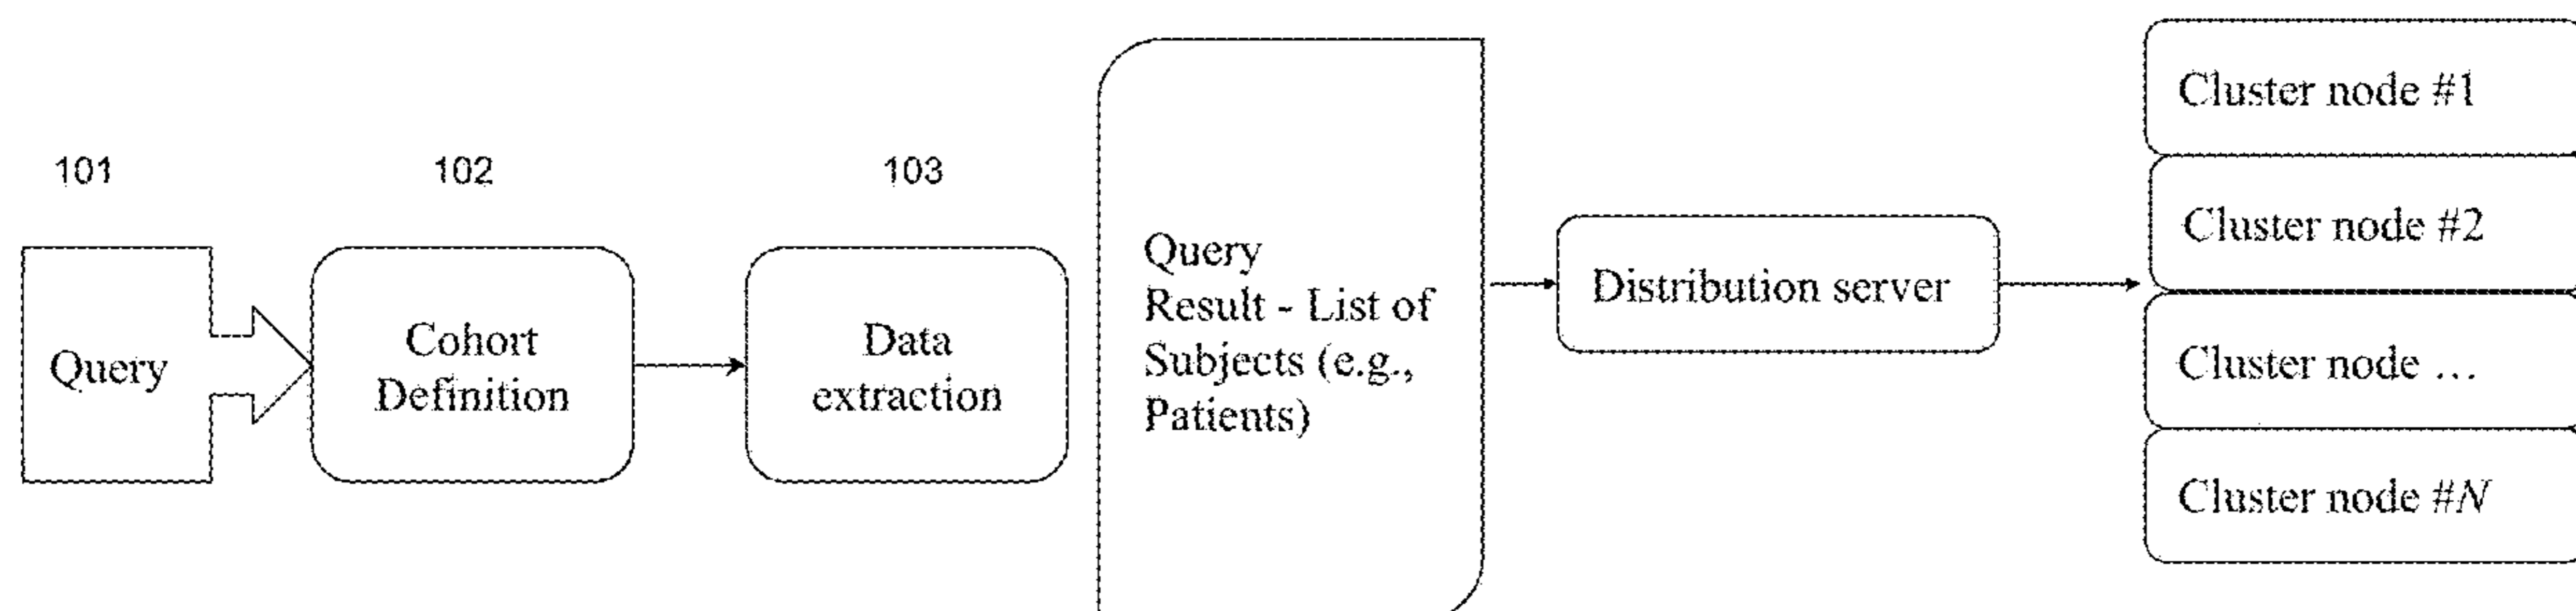 101
102
103
Query
Cohort
Definition
Data
extraction
Query
Result - List of
Subjects (e.g.,
Patients)
Distribution server
Cluster node #1
Cluster node #2
Cluster node ...
Cluster node #N